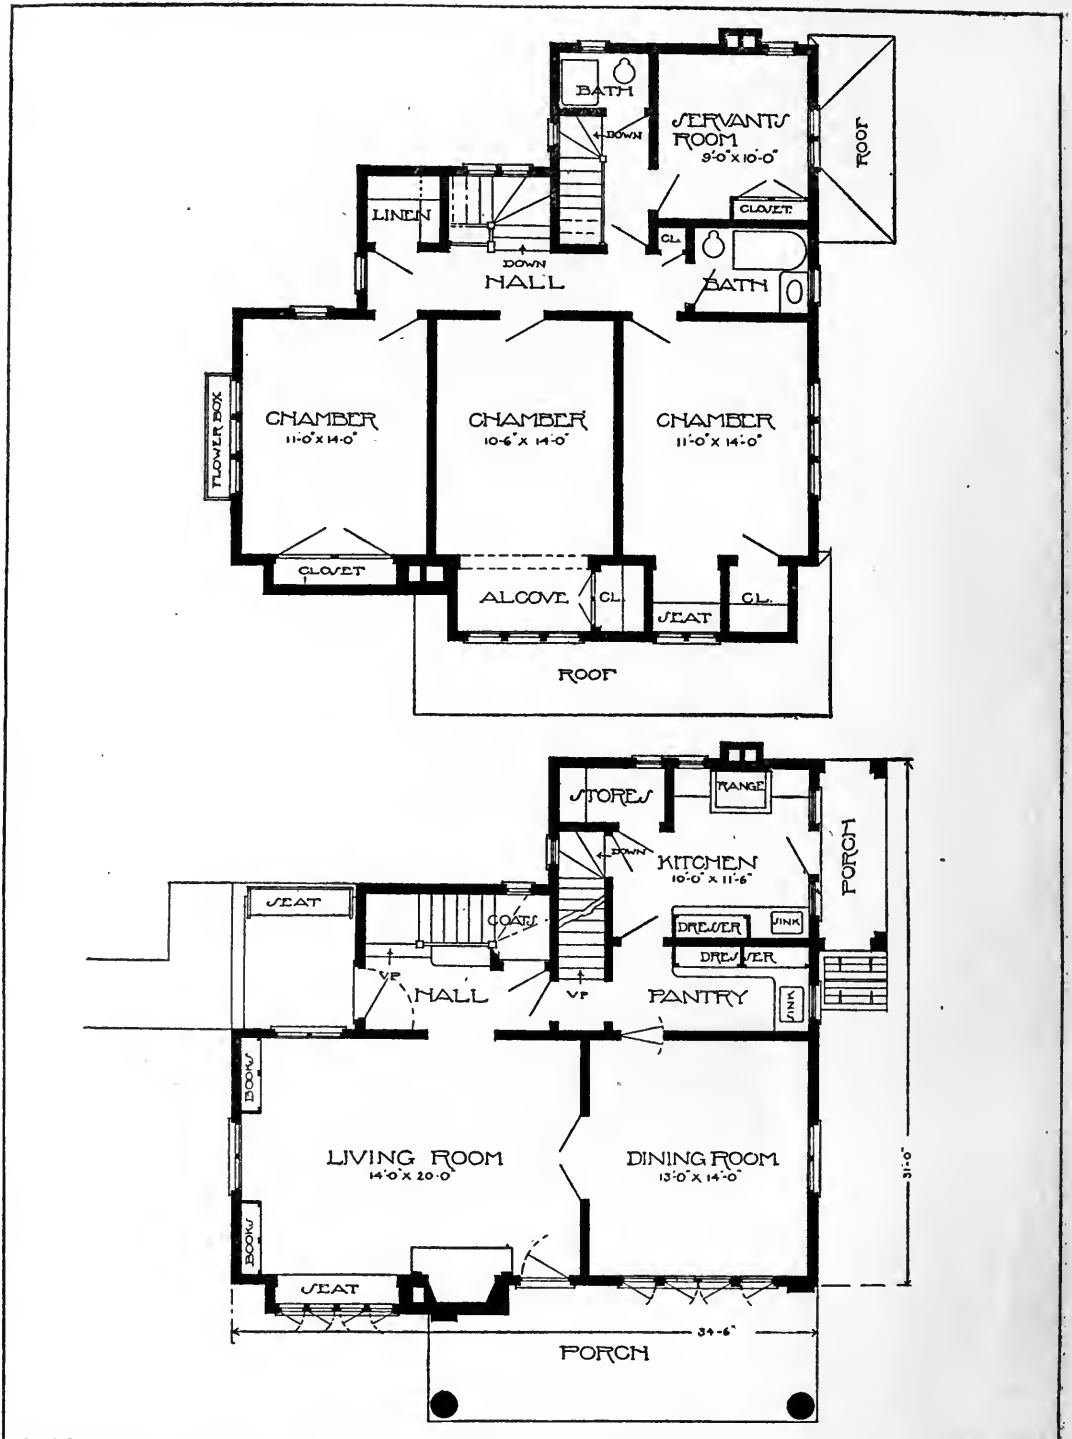 BATH
DOWN
SERVANTS
ROOM
9'-0" X 10'-0"
ROOF
CLOSET.
LINEN
DOWN
HALL
CL.
BATH
FLOWER BOX
CHAMBER
11'-0" X 14'-0"
CHAMBER
10'-6" X 14'-0"
CHAMBER
11'-0" X 14'-0"
CLOSET
ALCOVE
CL.
SEAT
CL.
ROOF
STORES
RANGE
DOWN
KITCHEN
10'-0" X 11'-6"
PORCH
SEAT
COATS
DRESSER
SINK
UP
HALL
UP
DRESSER
PANTRY
SINK
BOOKS
LIVING ROOM
14'-0" X 20'-0"
DINING ROOM
13'-0" X 14'-0"
31'-0"
BOOKS
SEAT
34'-6"
PORCH